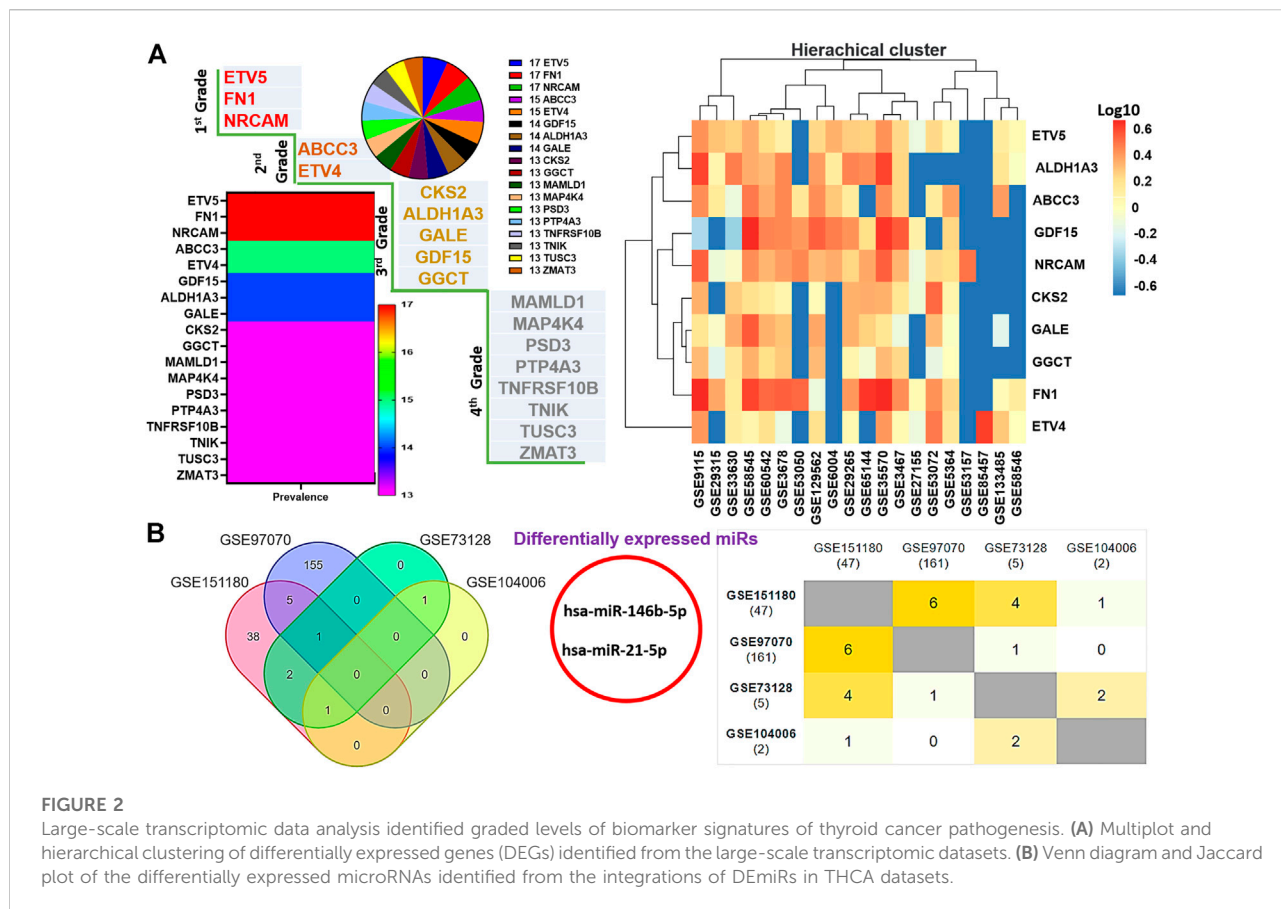 A
1st Grade
ETV5
FN1
NRCAM
2nd Grade
ABCC3
ETV4
3rd Grade
CKS2
ALDH1A3
GALE
GDF15
GGCT
4th Grade
MAMLD1
MAP4K4
PSD3
PTP4A3
TNFRSF10B
TNIK
TUSC3
ZMAT3
17 ETV5
17 FN1
17 NRCAM
15 ABCC3
15 ETV4
14 GDF15
14 ALDH1A3
14 GALE
13 CKS2
13 GGCT
13 MAMLD1
13 MAP4K4
13 PSD3
13 PTP4A3
13 TNFRSF10B
13 TNIK
13 TUSC3
13 ZMAT3
ETV5
FN1
NRCAM
ABCC3
ETV4
GDF15
ALDH1A3
GALE
CKS2
GGCT
MAMLD1
MAP4K4
PSD3
PTP4A3
TNFRSF10B
TNIK
TUSC3
ZMAT3
Prevalence
17
16
15
14
13
Hierachical cluster
Log10
0.6
0.4
0.2
0
-0.2
-0.4
-0.6
ETV5
ALDH1A3
ABCC3
GDF15
NRCAM
CKS2
GALE
GGCT
FN1
ETV4
GSE9115
GSE29315
GSE33630
GSE58545
GSE60542
GSE3678
GSE53050
GSE129562
GSE6004
GSE29265
GSE65144
GSE35570
GSE3467
GSE27155
GSE53072
GSE5364
GSE53157
GSE85457
GSE133485
GSE58546
B
GSE97070
GSE73128
GSE151180
GSE104006
155
0
5
0
1
38
1
0
0
2
0
0
1
0
0
Differentially expressed miRs
hsa-miR-146b-5p
hsa-miR-21-5p
GSE151180 (47)
GSE97070 (161)
GSE73128 (5)
GSE104006 (2)
GSE151180 (47)
6
4
1
GSE97070 (161)
6
1
0
GSE73128 (5)
4
1
2
GSE104006 (2)
1
0
2
FIGURE 2
Large-scale transcriptomic data analysis identified graded levels of biomarker signatures of thyroid cancer pathogenesis. (A) Multiplot and
hierarchical clustering of differentially expressed genes (DEGs) identified from the large-scale transcriptomic datasets. (B) Venn diagram and Jaccard
plot of the differentially expressed microRNAs identified from the integrations of DEmiRs in THCA datasets.